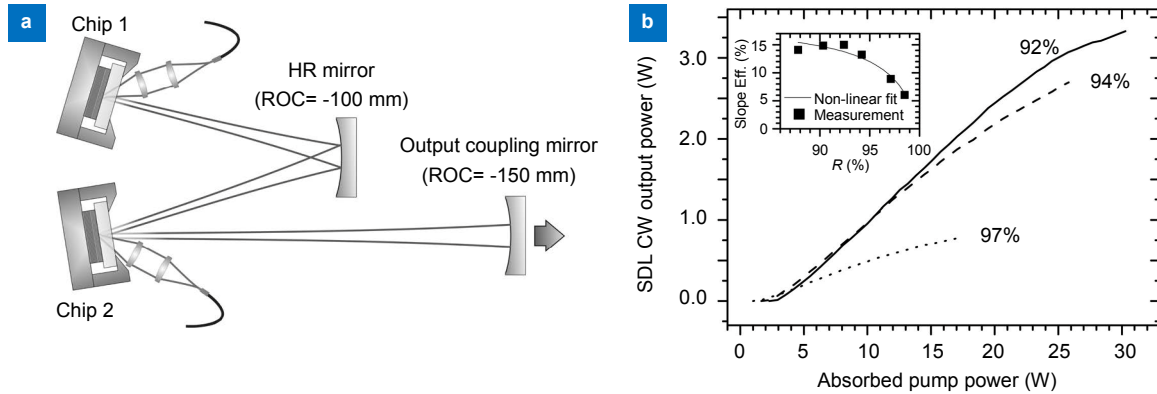 a
Chip 1
HR mirror
(ROC= -100 mm)
Output coupling mirror
(ROC= -150 mm)
Chip 2
b
SDL CW output power (W)
3.0
2.0
1.0
0.0
0 5 10 15 20 25 30
Absorbed pump power (W)
92%
94%
97%
Slope Eff. (%)
15
10
5
0
Non-linear fit
Measurement
90 95 100
R (%)